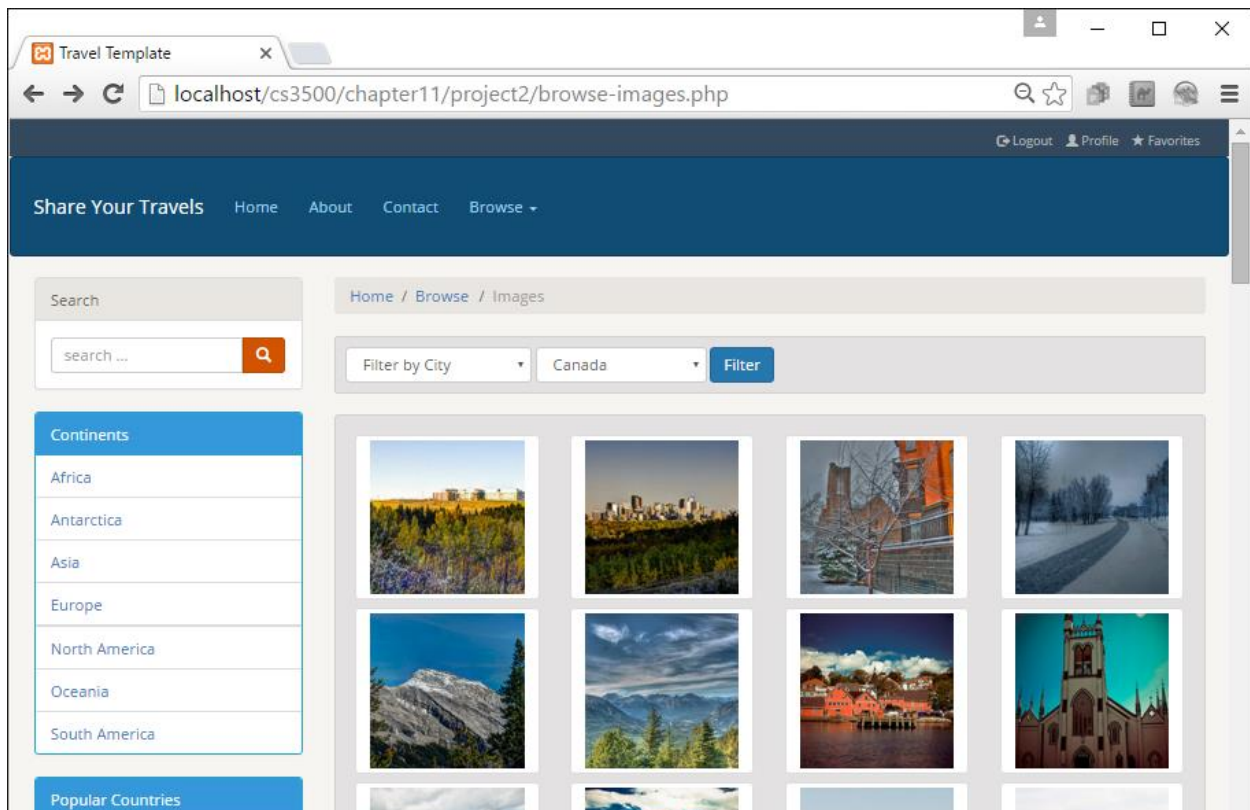 Travel Template
localhost/cs3500/chapter11/project2/browse-images.php
Logout Profile Favorites
Share Your Travels Home About Contact Browse
Search
search ...
Continents
Africa
Antarctica
Asia
Europe
North America
Oceania
South America
Popular Countries
Home / Browse / Images
Filter by City Canada Filter